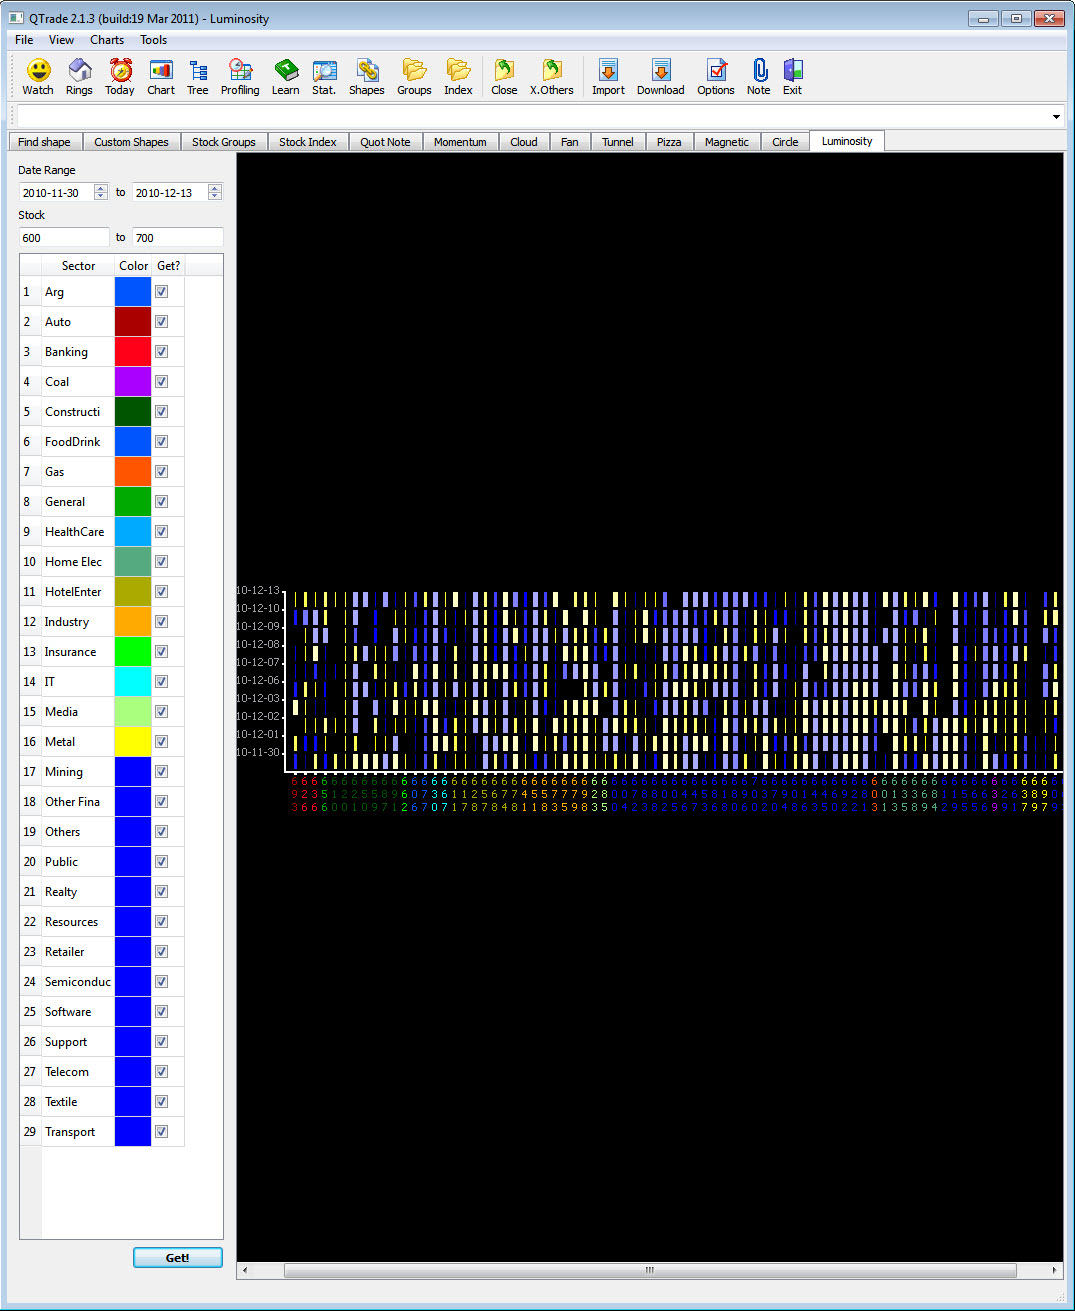 QTrade 2.1.3 (build:19 Mar 2011) - Luminosity
File View Charts Tools
Watch Rings Today Chart Tree Profiling Learn Stat. Shapes Groups Index Close X.Others Import Download Options Note Exit
Find shape Custom Shapes Stock Groups Stock Index Quot Note Momentum Cloud Fan Tunnel Pizza Magnetic Circle Luminosity
Date Range
2010-11-30 to 2010-12-13
Stock
600 to 700
Sector Color Get?
1 Arg
2 Auto
3 Banking
4 Coal
5 Constructi
6 FoodDrink
7 Gas
8 General
9 HealthCare
10 Home Elec
11 HotelEnter
12 Industry
13 Insurance
14 IT
15 Media
16 Metal
17 Mining
18 Other Fina
19 Others
20 Public
21 Realty
22 Resources
23 Retailer
24 Semiconduc
25 Software
26 Support
27 Telecom
28 Textile
29 Transport
Get!
10-12-13
10-12-10
10-12-09
10-12-08
10-12-07
10-12-06
10-12-03
10-12-02
10-12-01
10-11-30